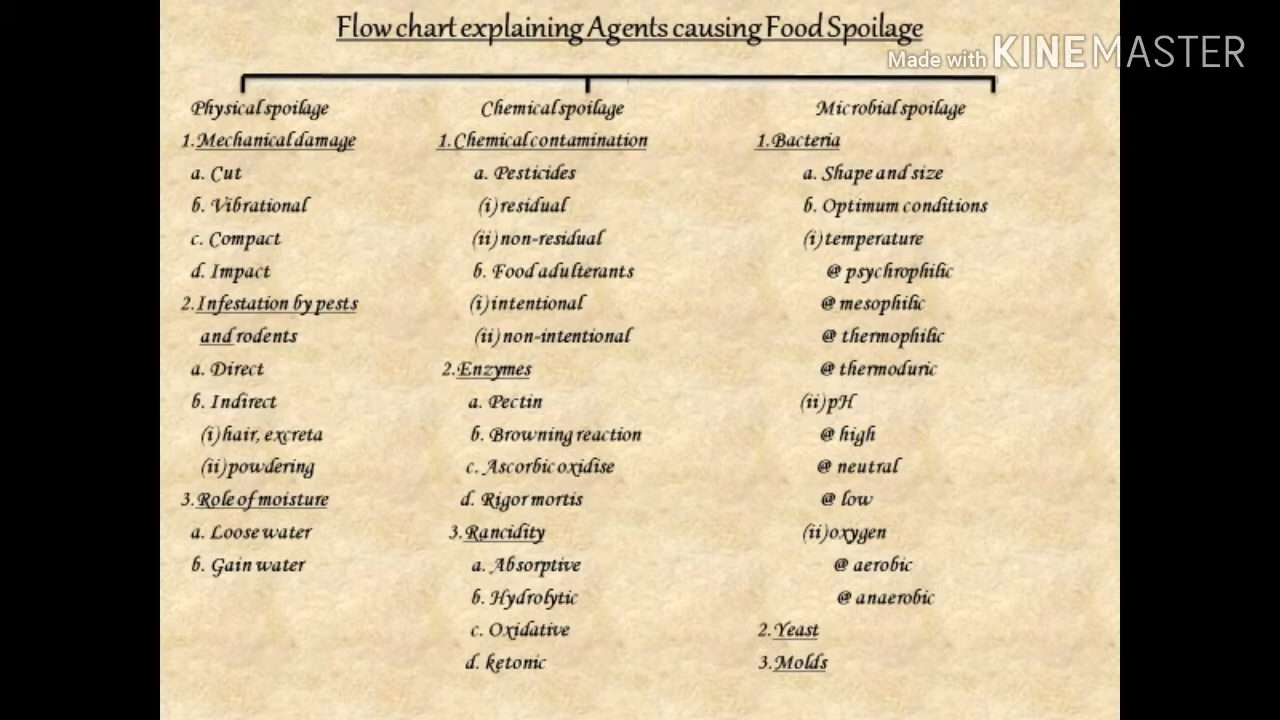 Flow chart explaining Agents causing Food Spoilage
Made with KINEMASTER
Physical spoilage
1.Mechanical damage
a. Cut
b. Vibrational
c. Compact
d. Impact
2.Infestation by pests
and rodents
a. Direct
b. Indirect
(i)hair, excreta
(ii)powdering
3.Role of moisture
a. Loose water
b. Gain water
Chemical spoilage
1.Chemical contamination
a. Pesticides
(i)residual
(ii)non-residual
b. Food adulterants
(i)intentional
(ii)non-intentional
2.Enzymes
a. Pectin
b. Browning reaction
c. Ascorbic oxidise
d. Rigor mortis
3.Rancidity
a. Absorptive
b. Hydrolytic
c. Oxidative
d. ketonic
Microbial spoilage
1.Bacteria
a. Shape and size
b. Optimum conditions
(i)temperature
@ psychrophilic
@ mesophilic
@ thermophilic
@ thermoduric
(ii)pH
@ high
@ neutral
@ low
(ii)oxygen
@ aerobic
@ anaerobic
2.Yeast
3.Molds